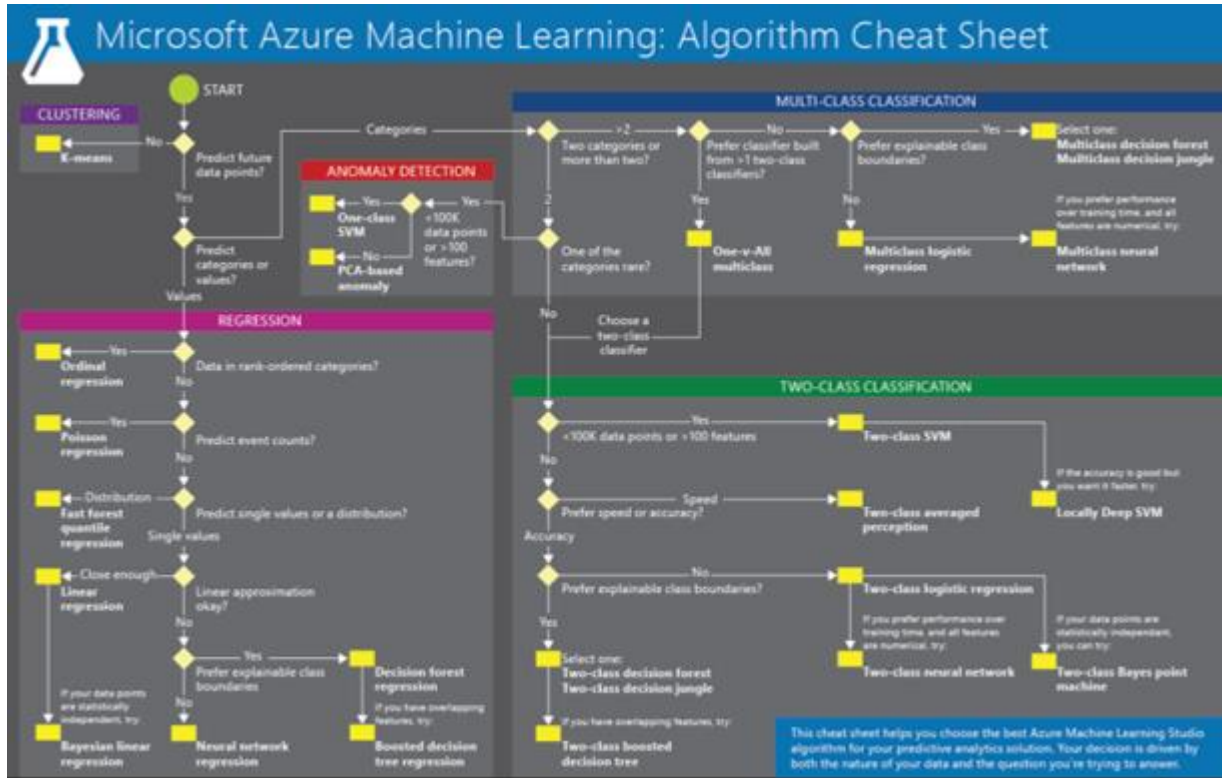 Microsoft Azure Machine Learning: Algorithm Cheat Sheet
START
CLUSTERING
K-means
No
Predict future
data points?
Yes
Predict
categories or
values?
Categories
Values
ANOMALY DETECTION
Yes
One-class
SVM
No
PCA-based
anomaly
Yes
<100K
data points
or >100
features?
MULTI-CLASS CLASSIFICATION
>2
Two categories or
more than two?
2
One of the
categories rare?
No
Prefer classifier built
from >1 two-class
classifiers?
Yes
One-v-All
multiclass
Prefer explainable class
boundaries?
Yes
Select one:
Multiclass decision forest
Multiclass decision jungle
No
Multiclass logistic
regression
If you prefer performance
over training time, and all
features are numerical, try:
Multiclass neural
network
No
Choose a
two-class
classifier
REGRESSION
Yes
Ordinal
regression
Data in rank-ordered categories?
No
Yes
Poisson
regression
Predict event counts?
No
Distribution
Fast forest
quantile
regression
Predict single values or a distribution?
Single values
Close enough
Linear
regression
Linear approximation
okay?
No
Yes
Prefer explainable class
boundaries
Decision forest
regression
If you have overlapping
features, try:
Boosted decision
tree regression
No
Neural network
regression
If your data points
are statistically
independent, try:
Bayesian linear
regression
TWO-CLASS CLASSIFICATION
Yes
<100K data points or >100 features
Two-class SVM
If the accuracy is good but
you want it faster, try:
Locally Deep SVM
No
Speed
Prefer speed or accuracy?
Two-class averaged
perception
Accuracy
No
Prefer explainable class boundaries?
Two-class logistic regression
If you prefer performance over
training time, and all features
are numerical, try:
Two-class neural network
If your data points are
statistically independant,
you can try:
Two-class Bayes point
machine
Yes
Select one:
Two-class decision forest
Two-class decision jungle
If you have overlapping features, try:
Two-class boosted
decision tree
This cheat sheet helps you choose the best Azure Machine Learning Studio
algorithm for your predictive analytics solution. Your decision is driven by
both the nature of your data and the question you're trying to answer.